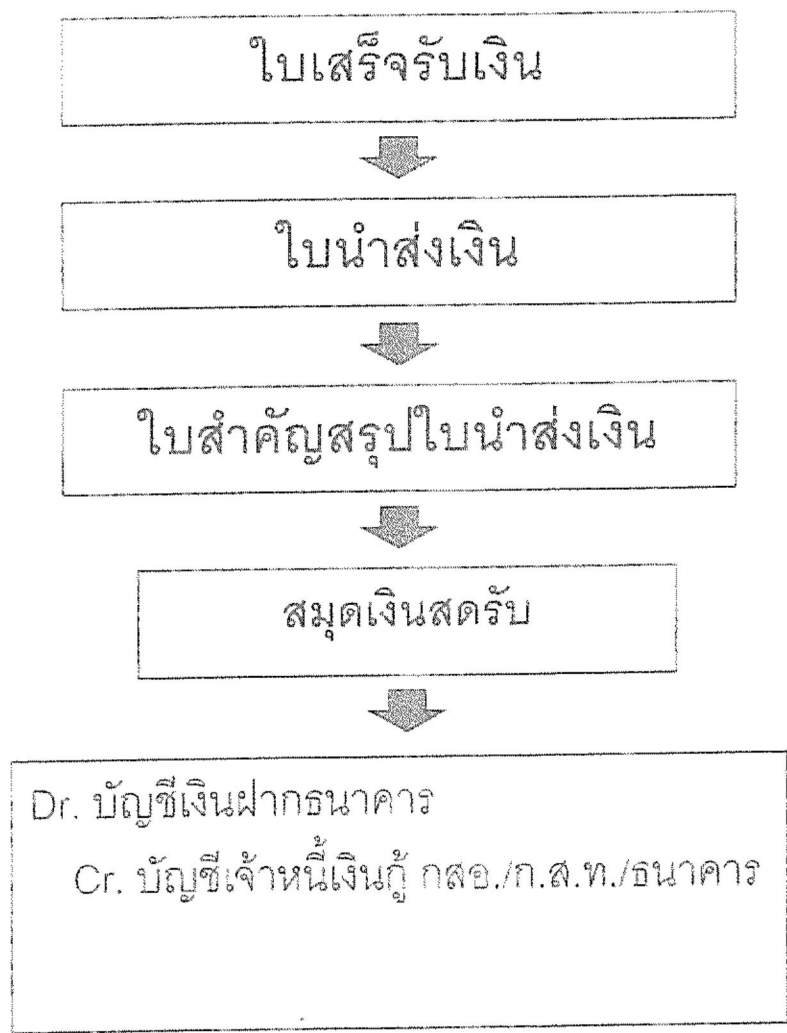 ใบเสร็จรับเงิน
ใบนำส่งเงิน
ใบสำคัญสรุปใบนำส่งเงิน
สมุดเงินสดรับ
Dr. บัญชีเงินฝากธนาคาร
Cr. บัญชีเจ้าหนี้เงินกู้ กสอ./ก.ส.ท./ธนาคาร